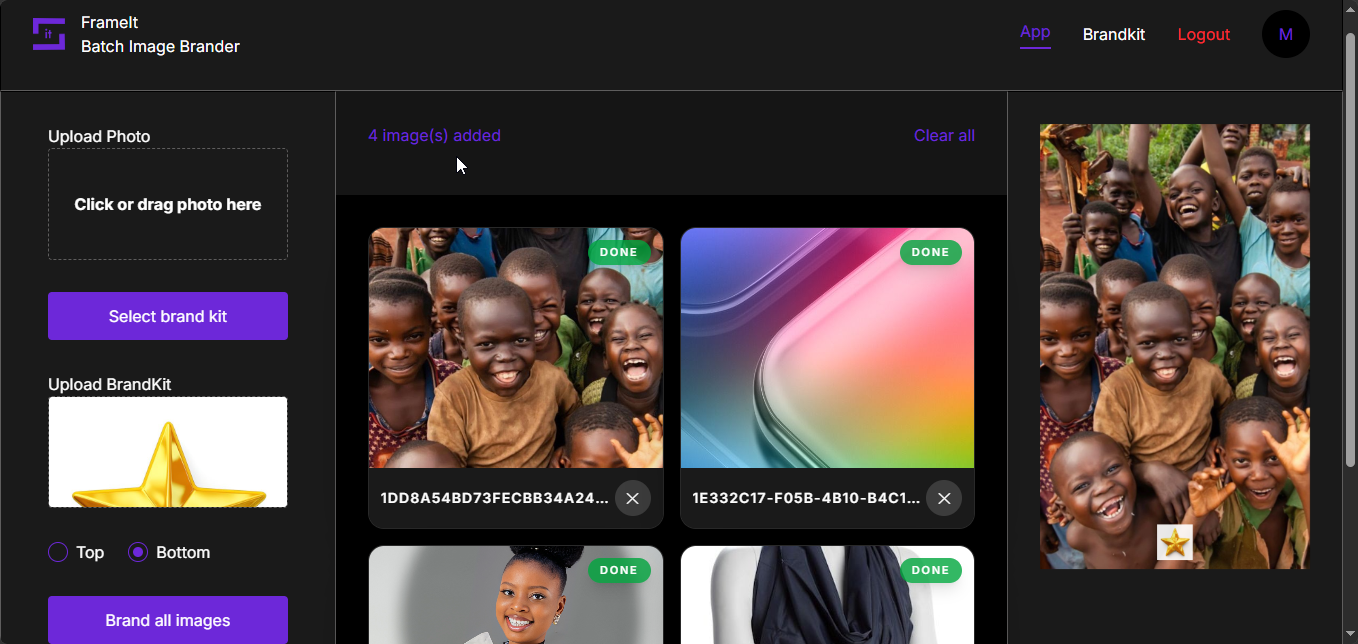 it
FrameIt
Batch Image Brander
App
Brandkit
Logout
M
Upload Photo
Click or drag photo here
Select brand kit
Upload BrandKit
Top
Bottom
Brand all images
4 image(s) added
Clear all
DONE
DONE
1DD8A54BD73FECBB34A24...
1E332C17-F05B-4B10-B4C1...
DONE
DONE